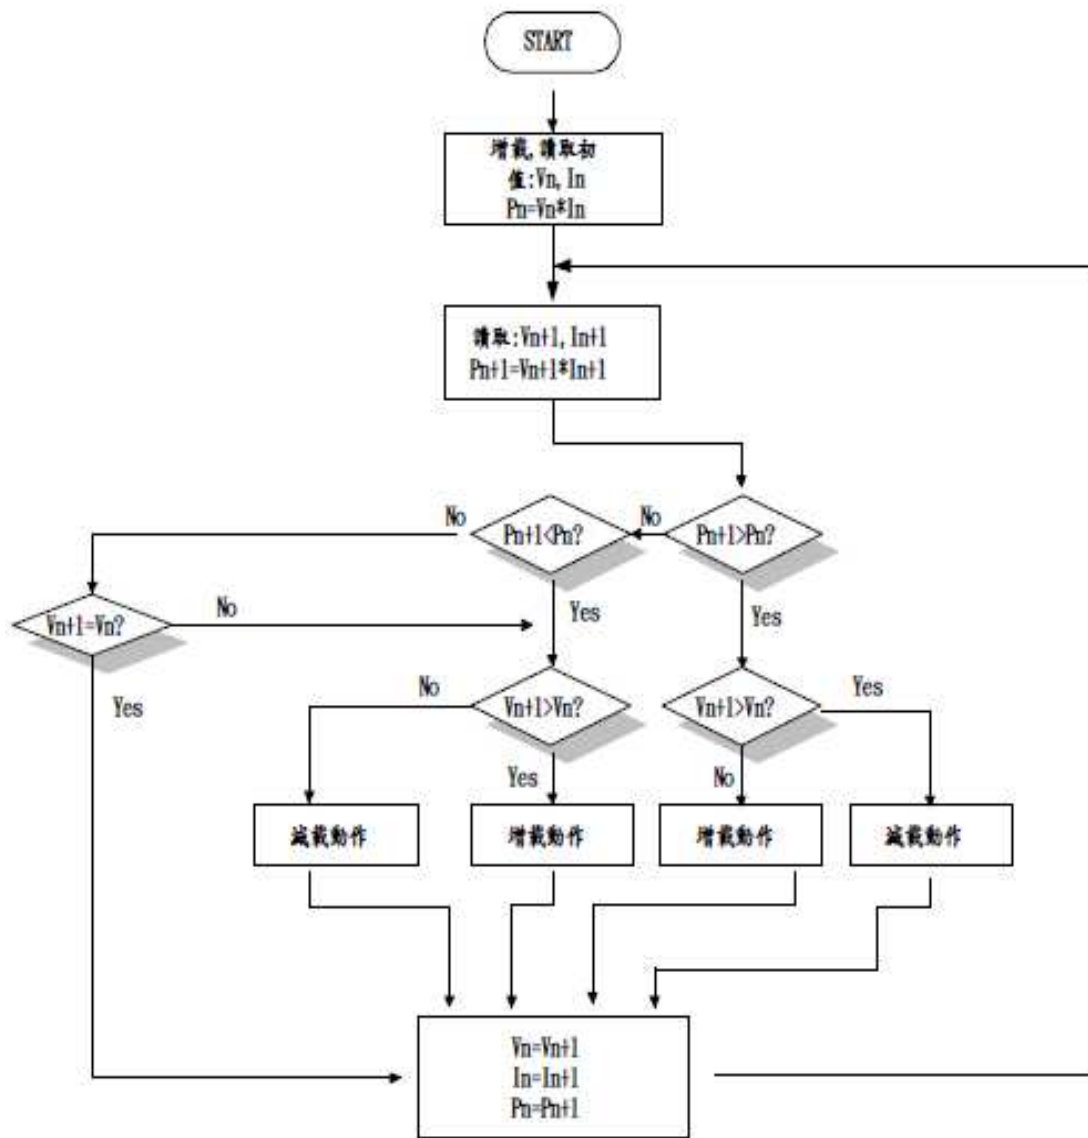 START
增載,讀取初
值:Vn,In
Pn=Vn*In
讀取:Vn+1,In+1
Pn+1=Vn+1*In+1
No
Pn+1<Pn?
No
Pn+1>Pn?
Vn+1=Vn?
No
Yes
Yes
Yes
No
Vn+1>Vn?
Vn+1>Vn?
Yes
Yes
No
減載動作
增載動作
增載動作
減載動作
Vn=Vn+1
In=In+1
Pn=Pn+1